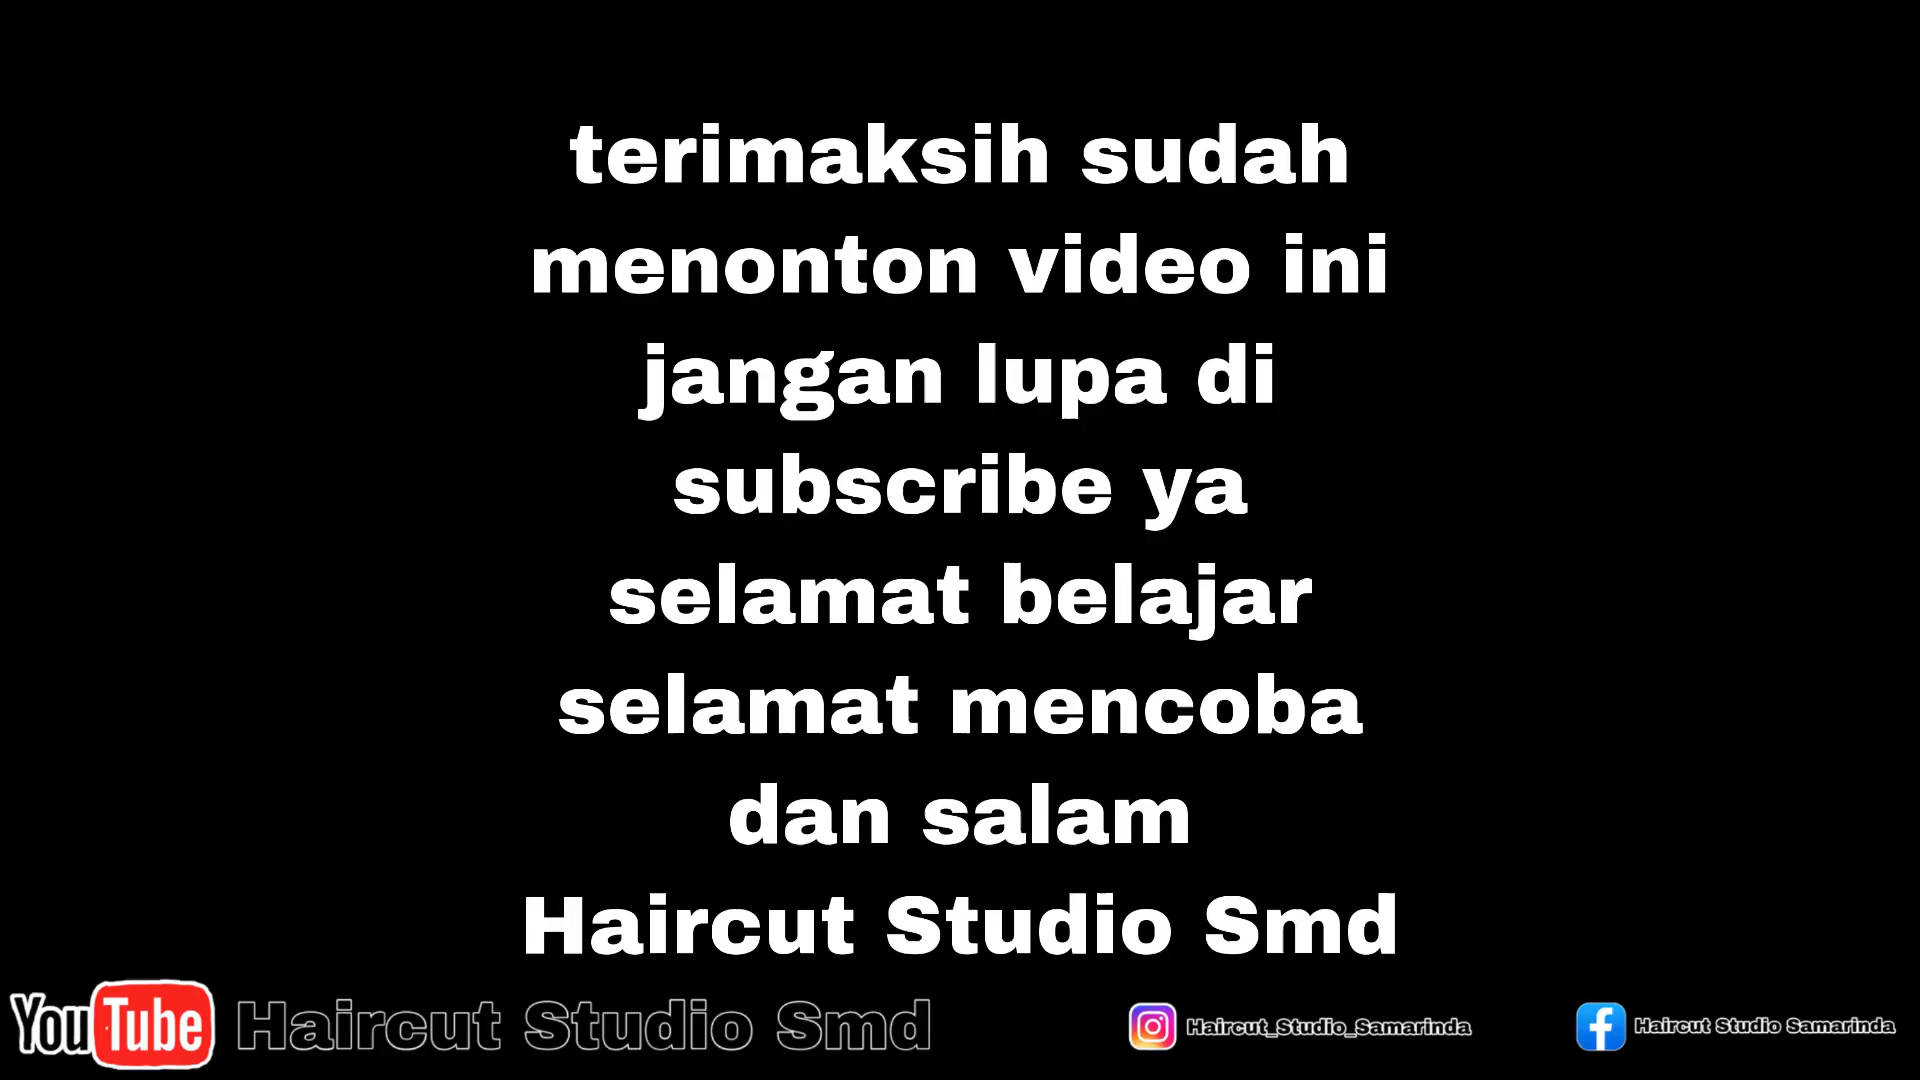 terimaksih sudah
menonton video ini
jangan lupa di
subscribe ya
selamat belajar
selamat mencoba
dan salam
Haircut Studio Smd
YouTube Haircut Studio Smd
Haircut_Studio_Samarinda
Haircut Studio Samarinda